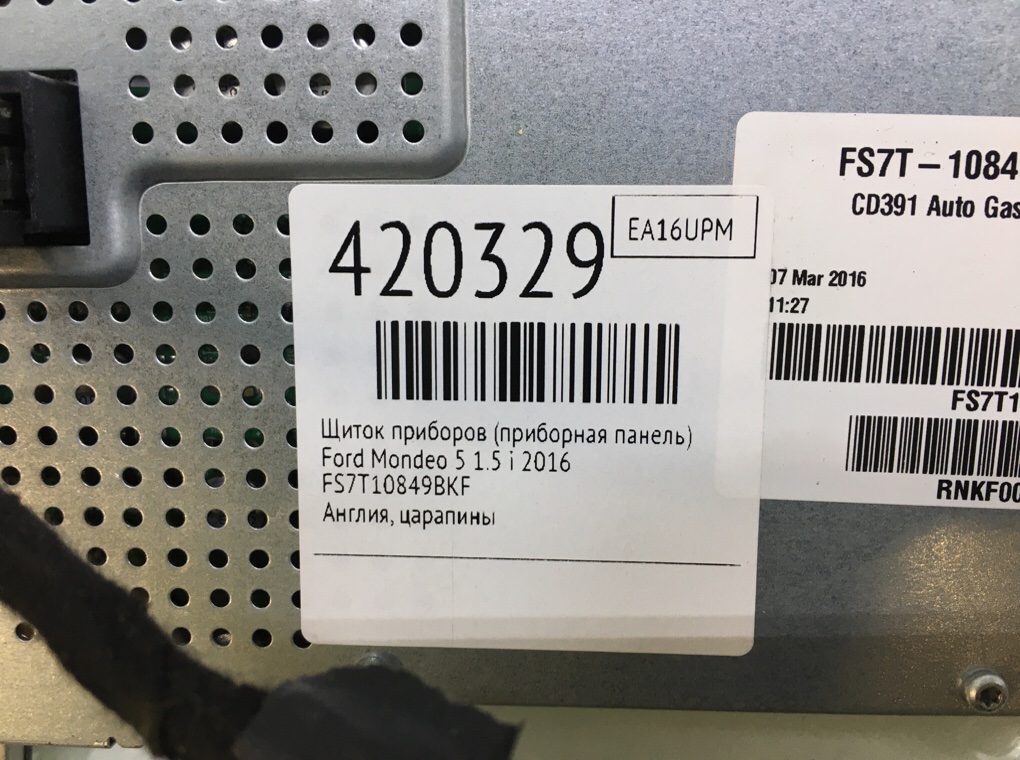 420329
EA16UPM
Щиток приборов (приборная панель)
Ford Mondeo 5 1.5 i 2016
FS7T10849BKF
Англия, царапины
FS7T-1084
CD391 Auto Gas
07 Mar 2016
11:27
FS7T1
RNKF00